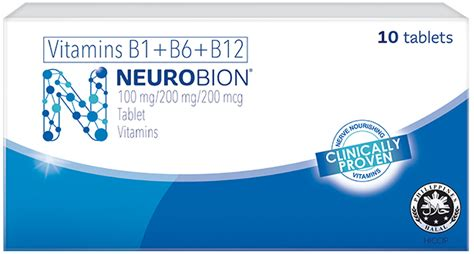 Vitamins B1+B6+B12
10 tablets
NEUROBION®
100 mg/200 mg/200 mcg
Tablet
Vitamins
NERVE NOURISHING
CLINICALLY
PROVEN
VITAMINS
PHILIPPINE
HALAL